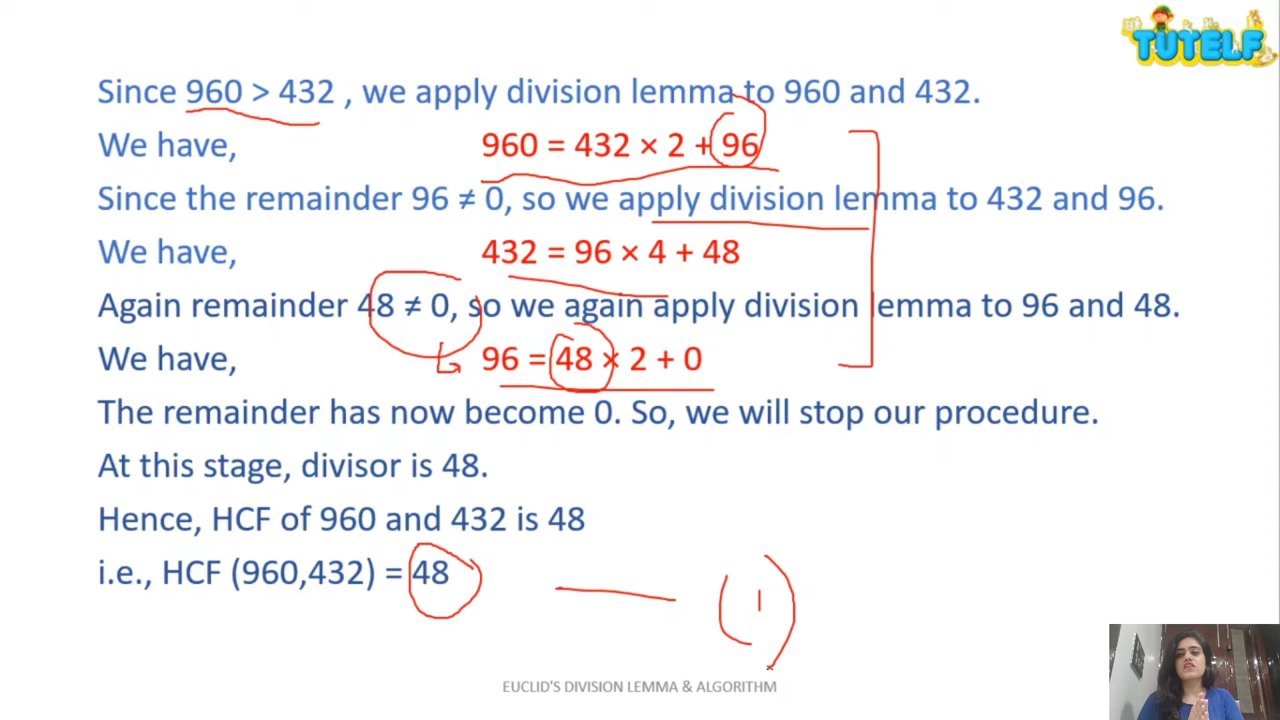 TUTELF
Since 960 > 432 , we apply division lemma to 960 and 432.
We have, 960 = 432 × 2 + 96
Since the remainder 96 ≠ 0, so we apply division lemma to 432 and 96.
We have, 432 = 96 × 4 + 48
Again remainder 48 ≠ 0, so we again apply division lemma to 96 and 48.
We have, 96 = 48 × 2 + 0
The remainder has now become 0. So, we will stop our procedure.
At this stage, divisor is 48.
Hence, HCF of 960 and 432 is 48
i.e., HCF (960,432) = 48 — (1)
EUCLID'S DIVISION LEMMA & ALGORITHM